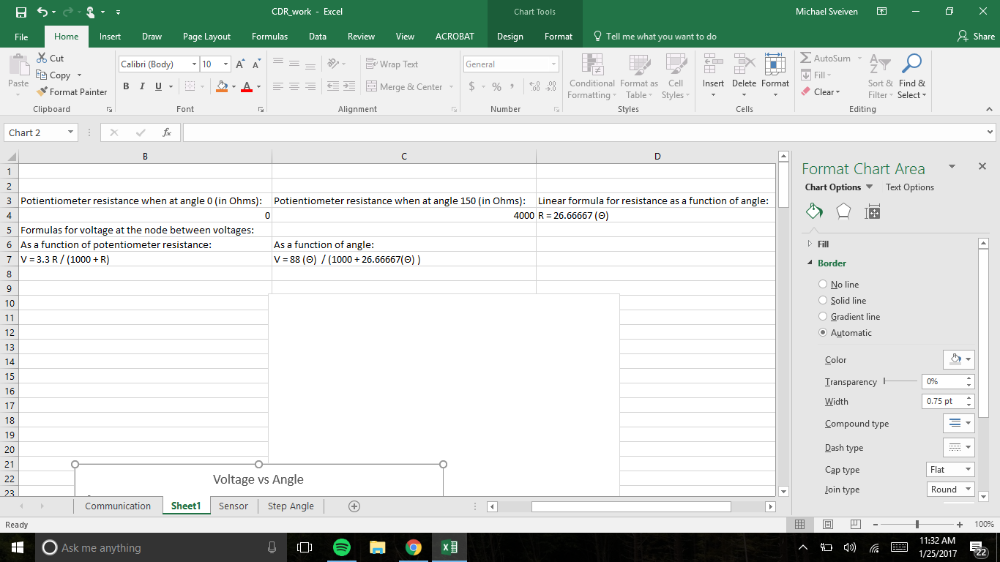 CDR_work - Excel
Chart Tools
Michael Sveiven
File Home Insert Draw Page Layout Formulas Data Review View ACROBAT Design Format Tell me what you want to do Share
Paste
Cut
Copy
Format Painter
Clipboard
Calibri (Body) 10 A A
B I U A
Font
Wrap Text
Merge & Center
Alignment
General
$ % ,
Number
Conditional Formatting
Format as Table
Cell Styles
Styles
Insert Delete Format
Cells
AutoSum
Fill
Clear
Sort & Filter
Find & Select
Editing
Chart 2 fx
B C D
1
2
3 Potientiometer resistance when at angle 0 (in Ohms): Potientiometer resistance when at angle 150 (in Ohms): Linear formula for resistance as a function of angle:
4 0 4000 R = 26.66667 (Θ)
5 Formulas for voltage at the node between voltages:
6 As a function of potentiometer resistance: As a function of angle:
7 V = 3.3 R / (1000 + R) V = 88 (Θ) / (1000 + 26.66667(Θ) )
8
9
10
11
12
13
14
15
16
17
18
19
20
21
22 Voltage vs Angle
23
Format Chart Area
Chart Options Text Options
Fill
Border
No line
Solid line
Gradient line
Automatic
Color
Transparency 0%
Width 0.75 pt
Compound type
Dash type
Cap type Flat
Join type Round
Communication Sheet1 Sensor Step Angle
Ready 100%
Ask me anything
11:32 AM
1/25/2017
22